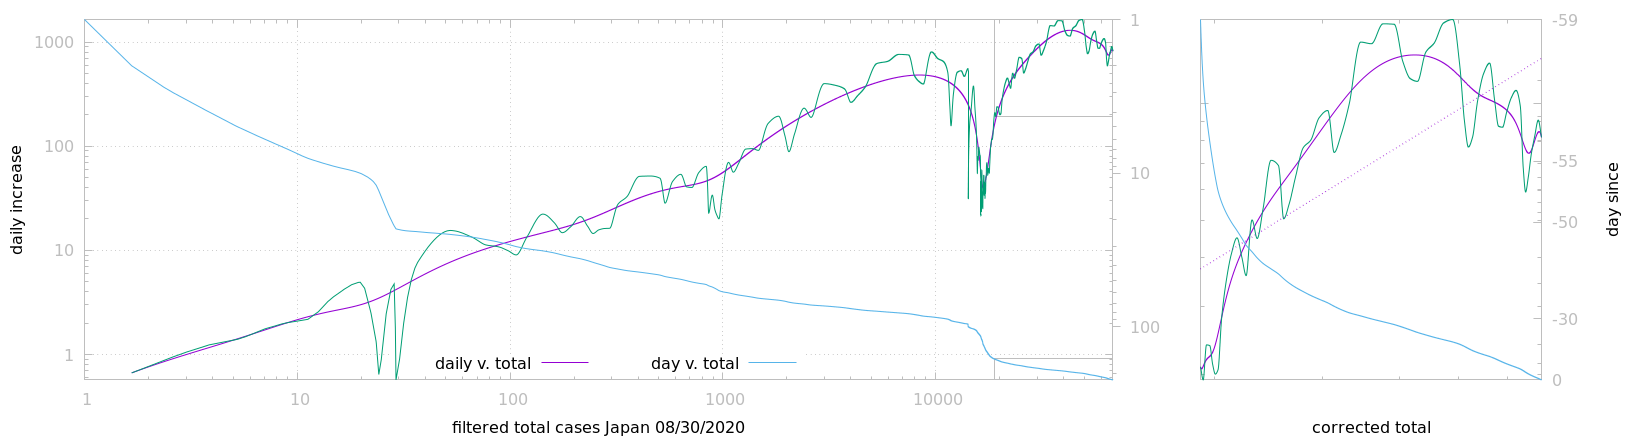 1000
100
10
1
daily increase
1
10
100
1000
10000
filtered total cases Japan 08/30/2020
daily v. total
day v. total
1
10
100
corrected total
-59
-55
-50
-30
0
day since